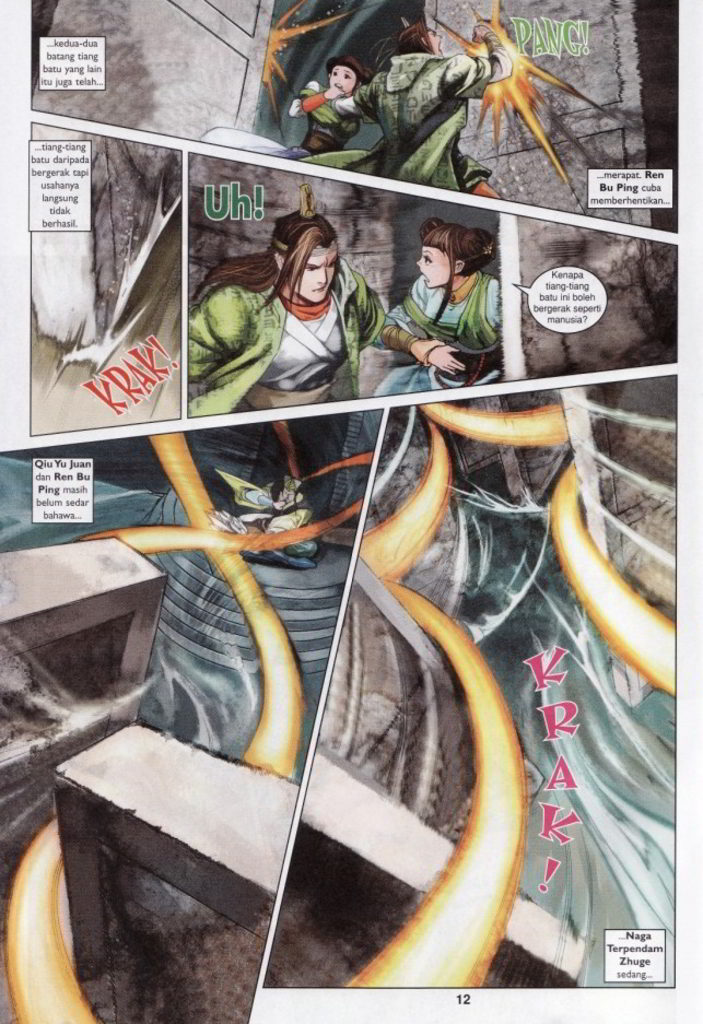 ...kedua-dua
batang tiang
batu yang lain
itu juga telah...
PANG!
...merapat. Ren
Bu Ping cuba
memberhentikan...
...tiang-tiang
batu daripada
bergerak tapi
usahanya
langsung
tidak
berhasil.
KRAK!
Uh!
Kenapa
tiang-tiang
batu ini boleh
bergerak seperti
manusia?
Qiu Yu Juan
dan Ren Bu
Ping masih
belum sedar
bahawa...
KRAK!
...Naga
Terpendam
Zhuge
sedang...
12